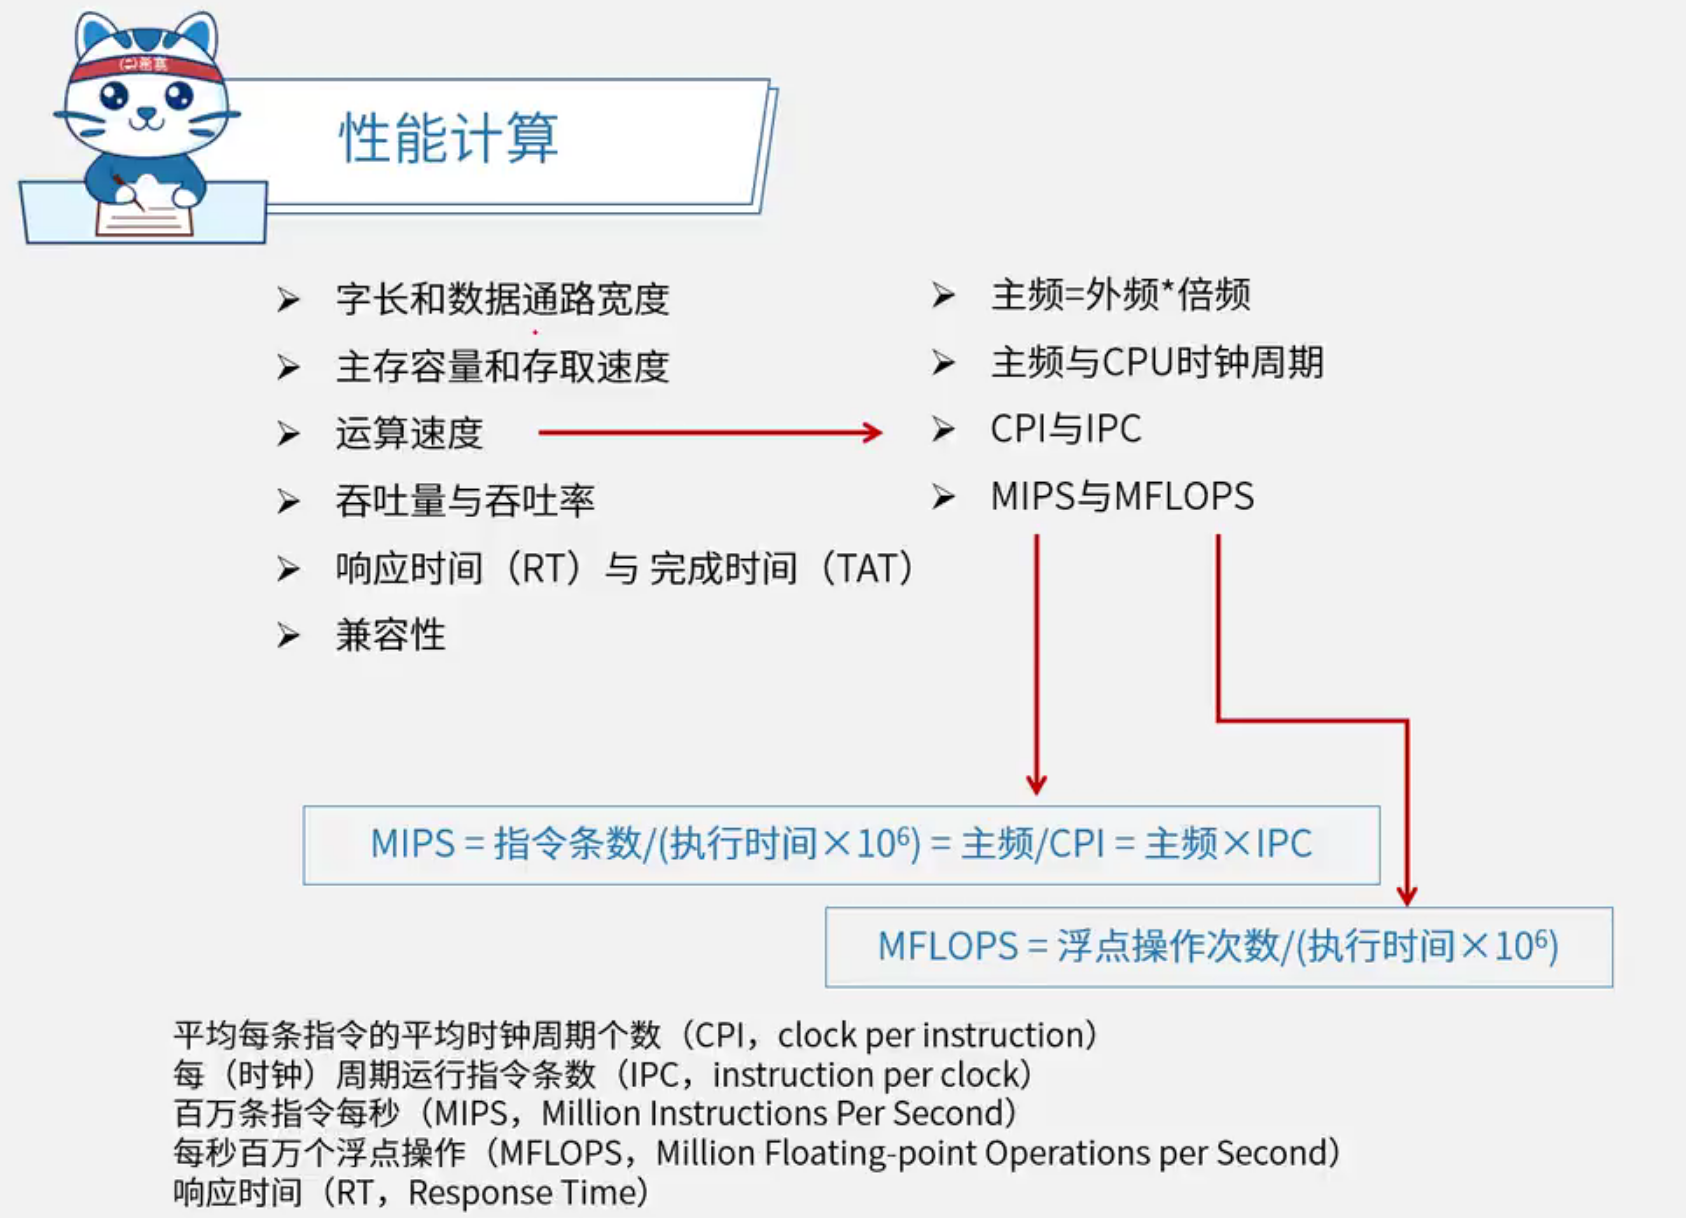 希赛
性能计算
字长和数据通路宽度
主存容量和存取速度
运算速度
吞吐量与吞吐率
响应时间（RT）与 完成时间（TAT）
兼容性
主频=外频*倍频
主频与CPU时钟周期
CPI与IPC
MIPS与MFLOPS
MIPS = 指令条数/(执行时间×10⁶) = 主频/CPI = 主频×IPC
MFLOPS = 浮点操作次数/(执行时间×10⁶)
平均每条指令的平均时钟周期个数（CPI，clock per instruction）
每（时钟）周期运行指令条数（IPC，instruction per clock）
百万条指令每秒（MIPS，Million Instructions Per Second）
每秒百万个浮点操作（MFLOPS，Million Floating-point Operations per Second）
响应时间（RT，Response Time）